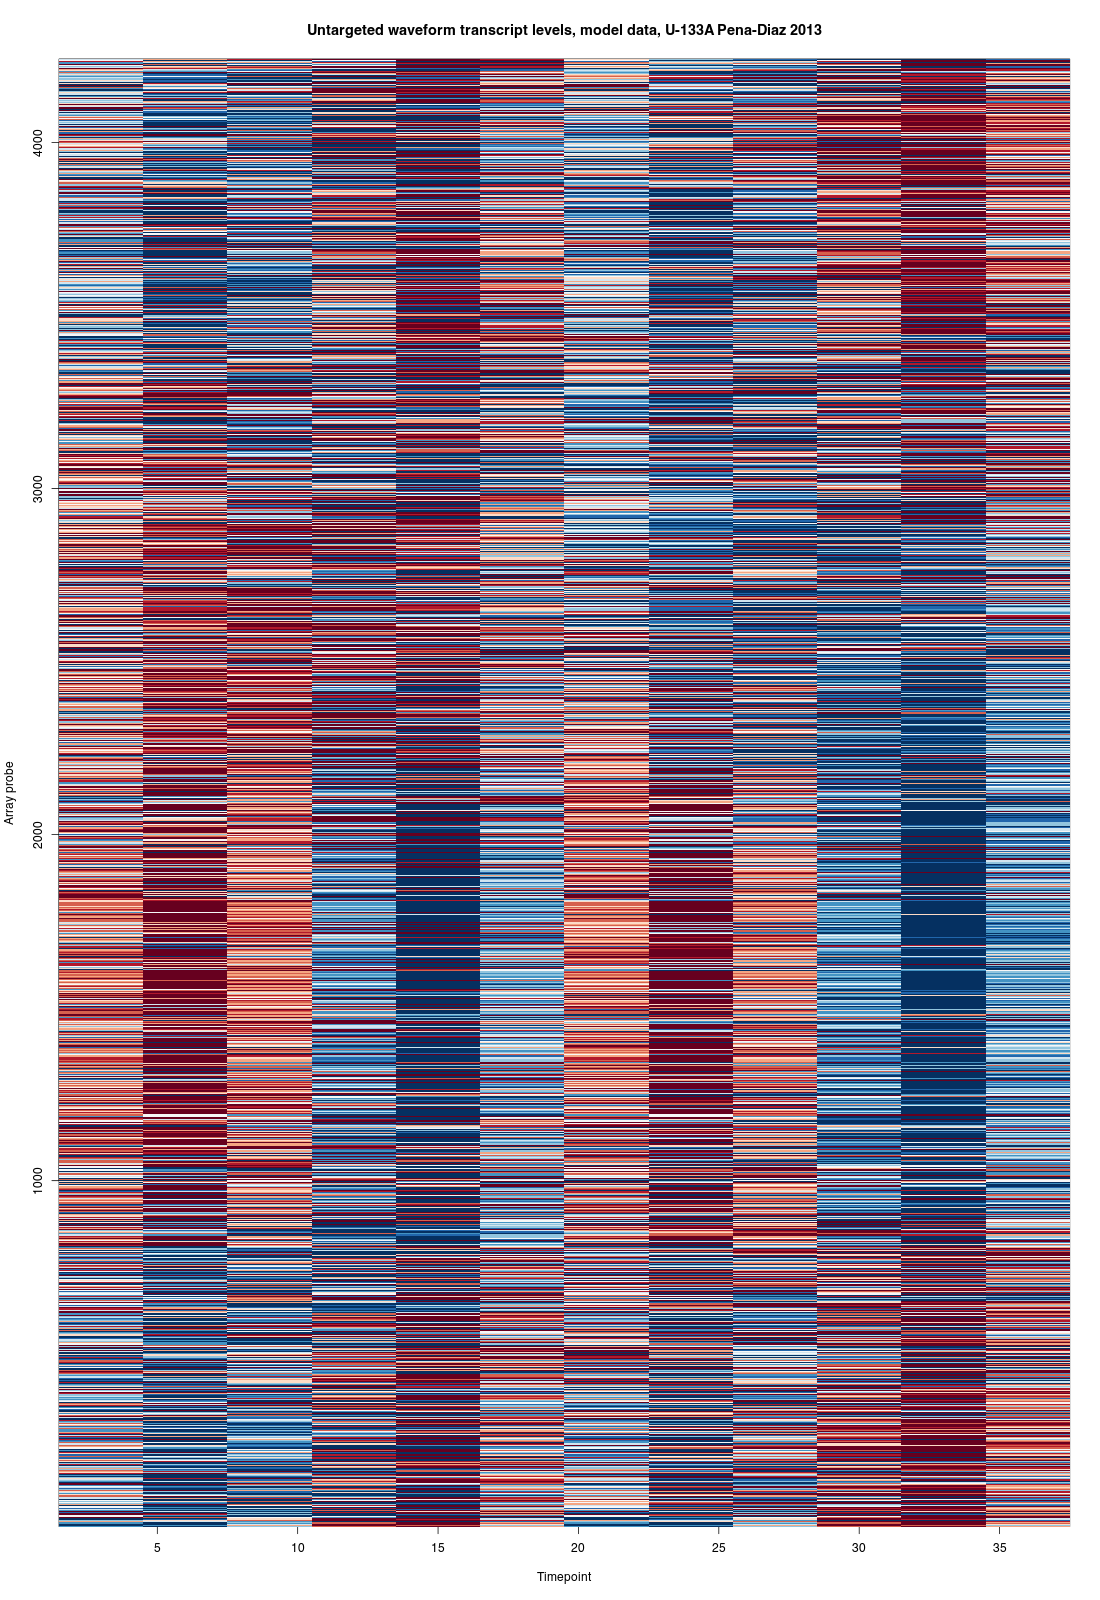 Untargeted waveform transcript levels, model data, U-133A Pena-Diaz 2013
4000
3000
2000
1000
Array probe
5 10 15 20 25 30 35
Timepoint